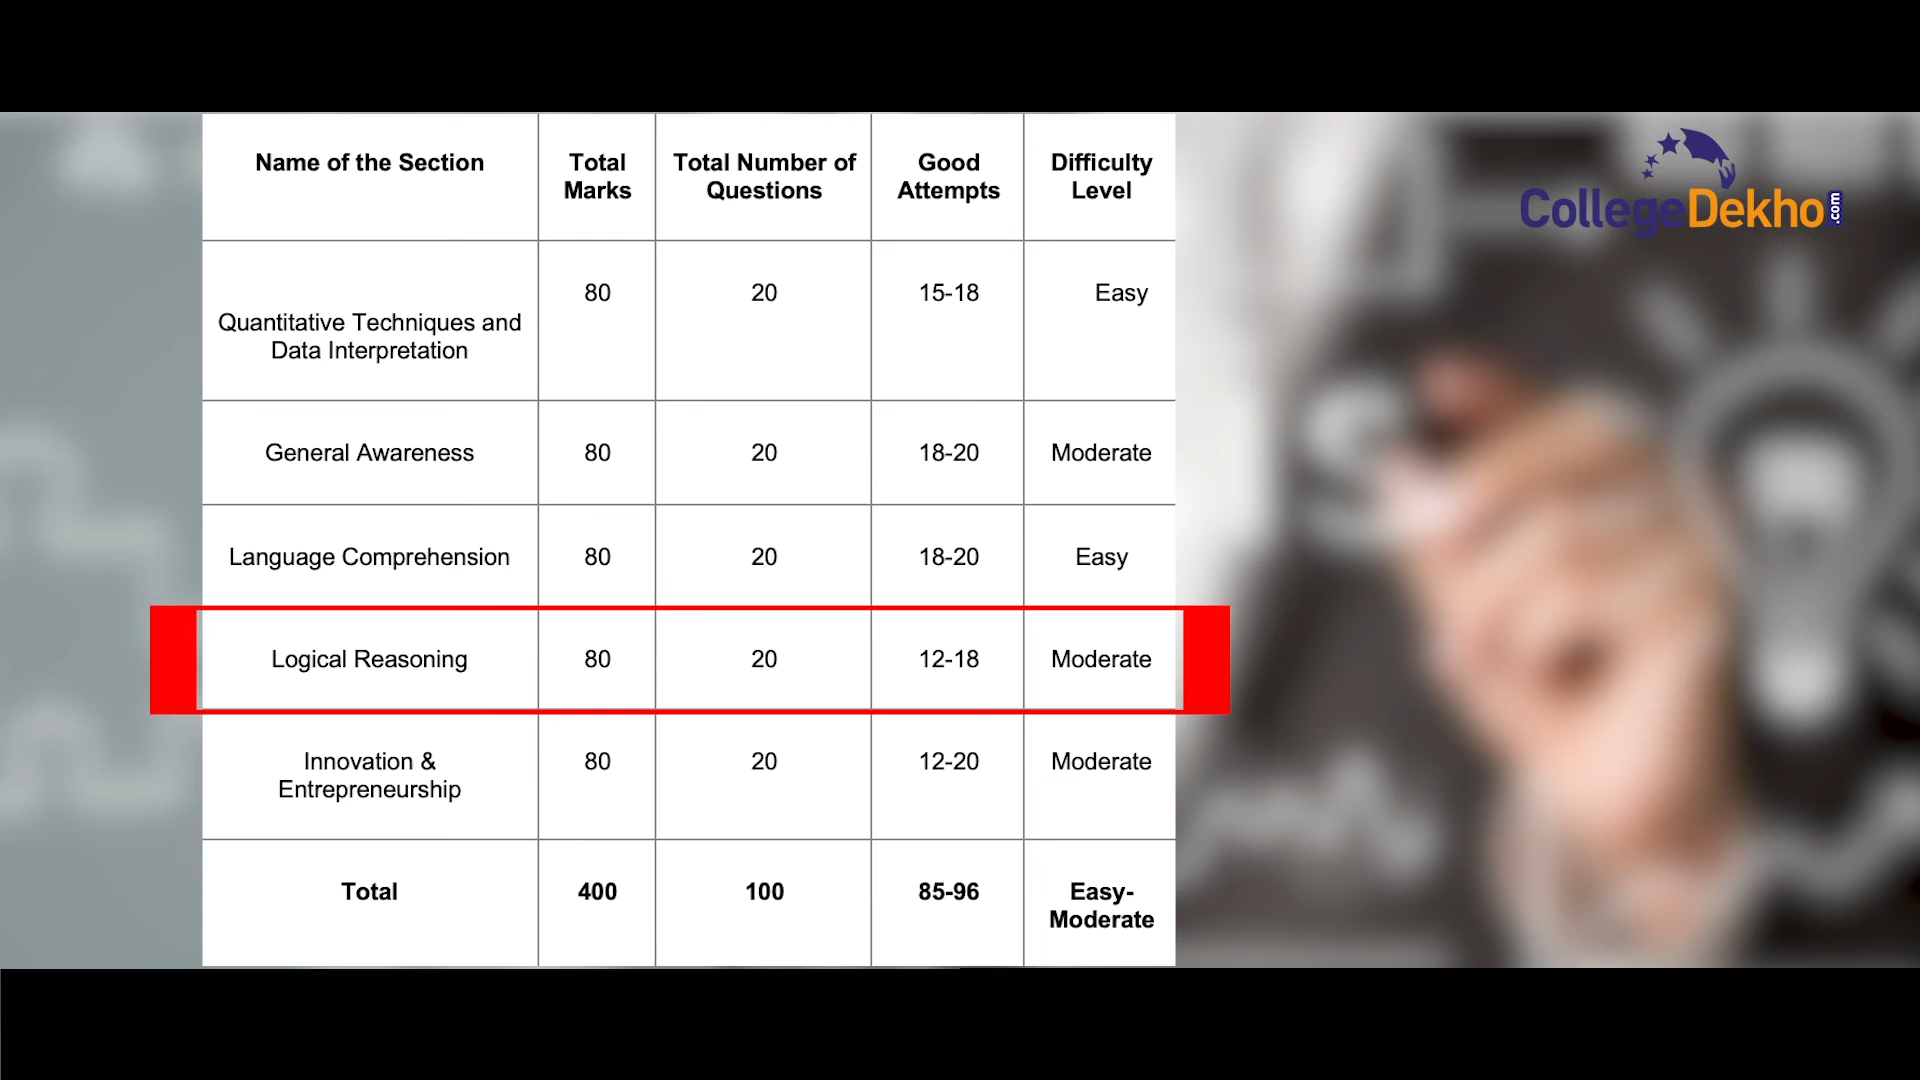 CollegeDekho.com
Name of the Section
Total
Marks
Total Number of
Questions
Good
Attempts
Difficulty
Level
Quantitative Techniques and
Data Interpretation
80
20
15-18
Easy
General Awareness
80
20
18-20
Moderate
Language Comprehension
80
20
18-20
Easy
Logical Reasoning
80
20
12-18
Moderate
Innovation &
Entrepreneurship
80
20
12-20
Moderate
Total
400
100
85-96
Easy-
Moderate